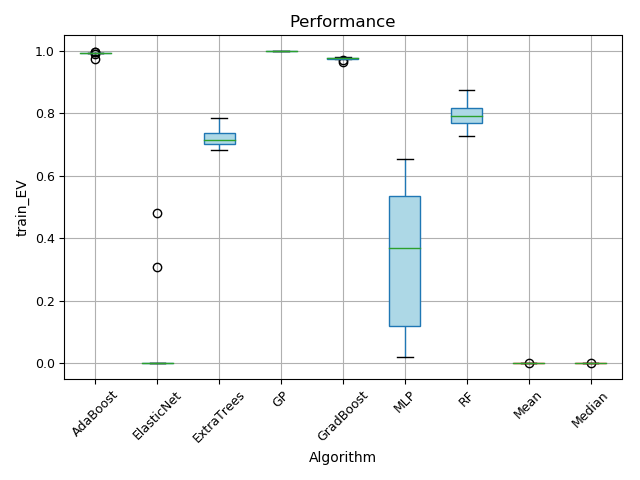 Performance
1.0
0.8
0.6
0.4
0.2
0.0
train_EV
AdaBoost
ElasticNet
ExtraTrees
GP
GradBoost
MLP
RF
Mean
Median
Algorithm